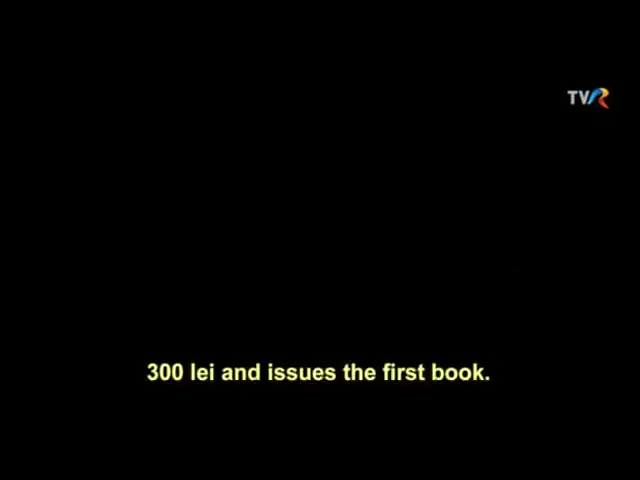 TVR
300 lei and issues the first book.